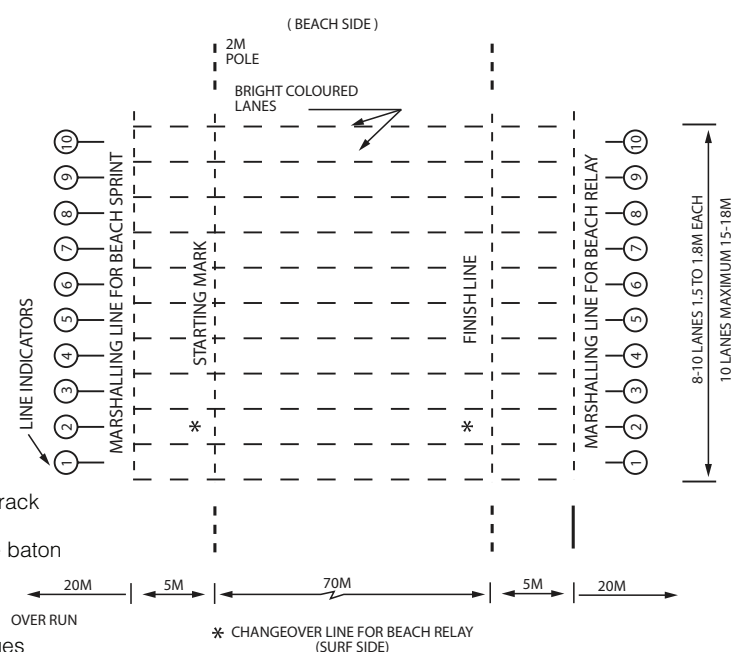 ( BEACH SIDE )
2M
POLE
BRIGHT COLOURED
LANES
10
9
8
7
6
5
4
3
2
1
LINE INDICATORS
MARSHALLING LINE FOR BEACH SPRINT
STARTING MARK
FINISH LINE
MARSHALLING LINE FOR BEACH RELAY
10
9
8
7
6
5
4
3
2
1
8-10 LANES 1.5 TO 1.8M EACH
10 LANES MAXIMUM 15-18M
*
*
rack
baton
20M 5M 70M 5M 20M
OVER RUN
* CHANGEOVER LINE FOR BEACH RELAY
(SURF SIDE)